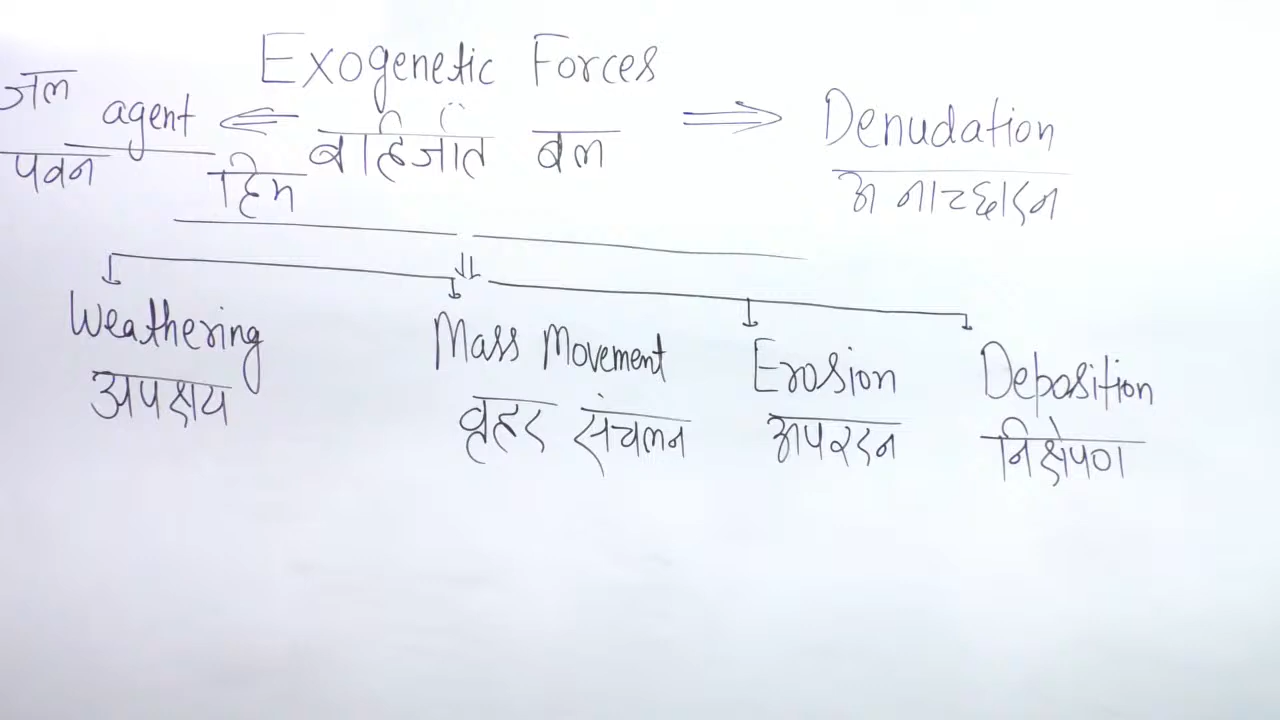 Exogenetic Forces
बाहिर्जात बल
जल
agent
पवन
हिम
Denudation
अनाच्छादन
Weathering
अपक्षय
Mass Movement
वृहद संचलन
Erosion
अपरदन
Deposition
निक्षेपण